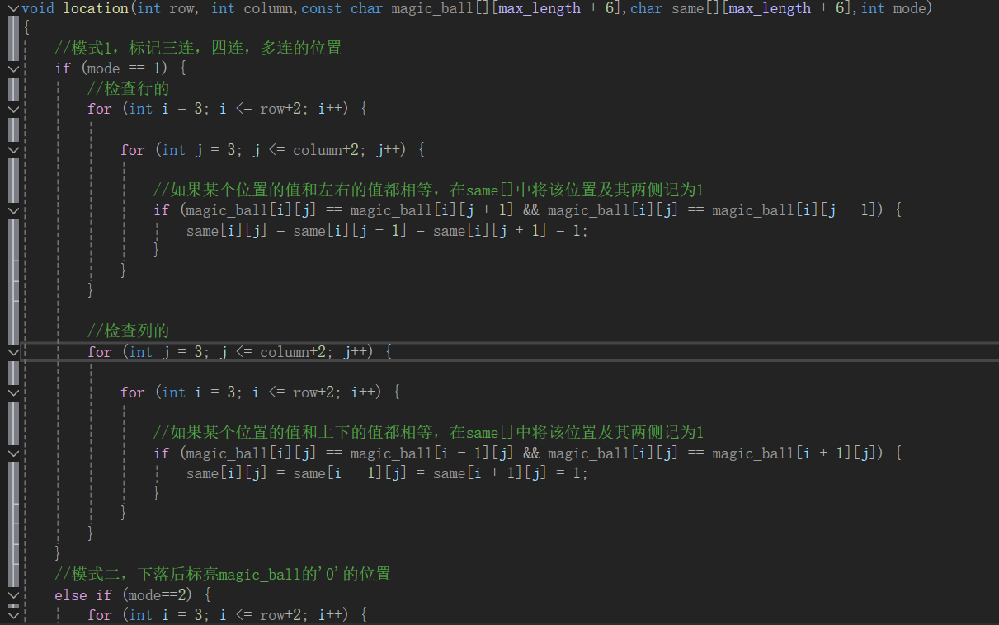 void location(int row, int column,const char magic_ball[][max_length + 6],char same[][max_length + 6],int mode)
{
//模式1，标记三连，四连，多连的位置
if (mode == 1) {
//检查行的
for (int i = 3; i <= row+2; i++) {
for (int j = 3; j <= column+2; j++) {
//如果某个位置的值和左右的值都相等，在same[]中将该位置及其两侧记为1
if (magic_ball[i][j] == magic_ball[i][j + 1] && magic_ball[i][j] == magic_ball[i][j - 1]) {
same[i][j] = same[i][j - 1] = same[i][j + 1] = 1;
}
}
}
//检查列的
for (int j = 3; j <= column+2; j++) {
for (int i = 3; i <= row+2; i++) {
//如果某个位置的值和上下的值都相等，在same[]中将该位置及其两侧记为1
if (magic_ball[i][j] == magic_ball[i - 1][j] && magic_ball[i][j] == magic_ball[i + 1][j]) {
same[i][j] = same[i - 1][j] = same[i + 1][j] = 1;
}
}
}
}
//模式二，下落后标亮magic_ball的'0'的位置
else if (mode==2) {
for (int i = 3; i <= row+2; i++) {